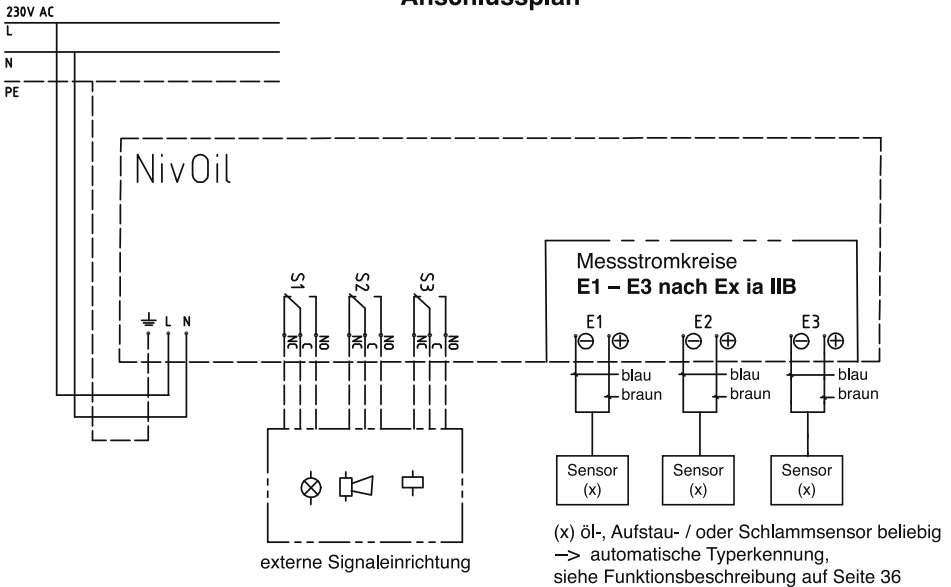 Anschlussplan
230V AC
L
N
PE
NivOil
Messstromkreise
E1 – E3 nach Ex ia IIB
S1 S2 S3
E1 E2 E3
L N
NC C NO NC C NO NC C NO
blau blau blau
braun braun braun
Sensor Sensor Sensor
(x) (x) (x)
externe Signaleinrichtung
(x) öl-, Aufstau- / oder Schlammsensor beliebig
–> automatische Typerkennung,
siehe Funktionsbeschreibung auf Seite 36